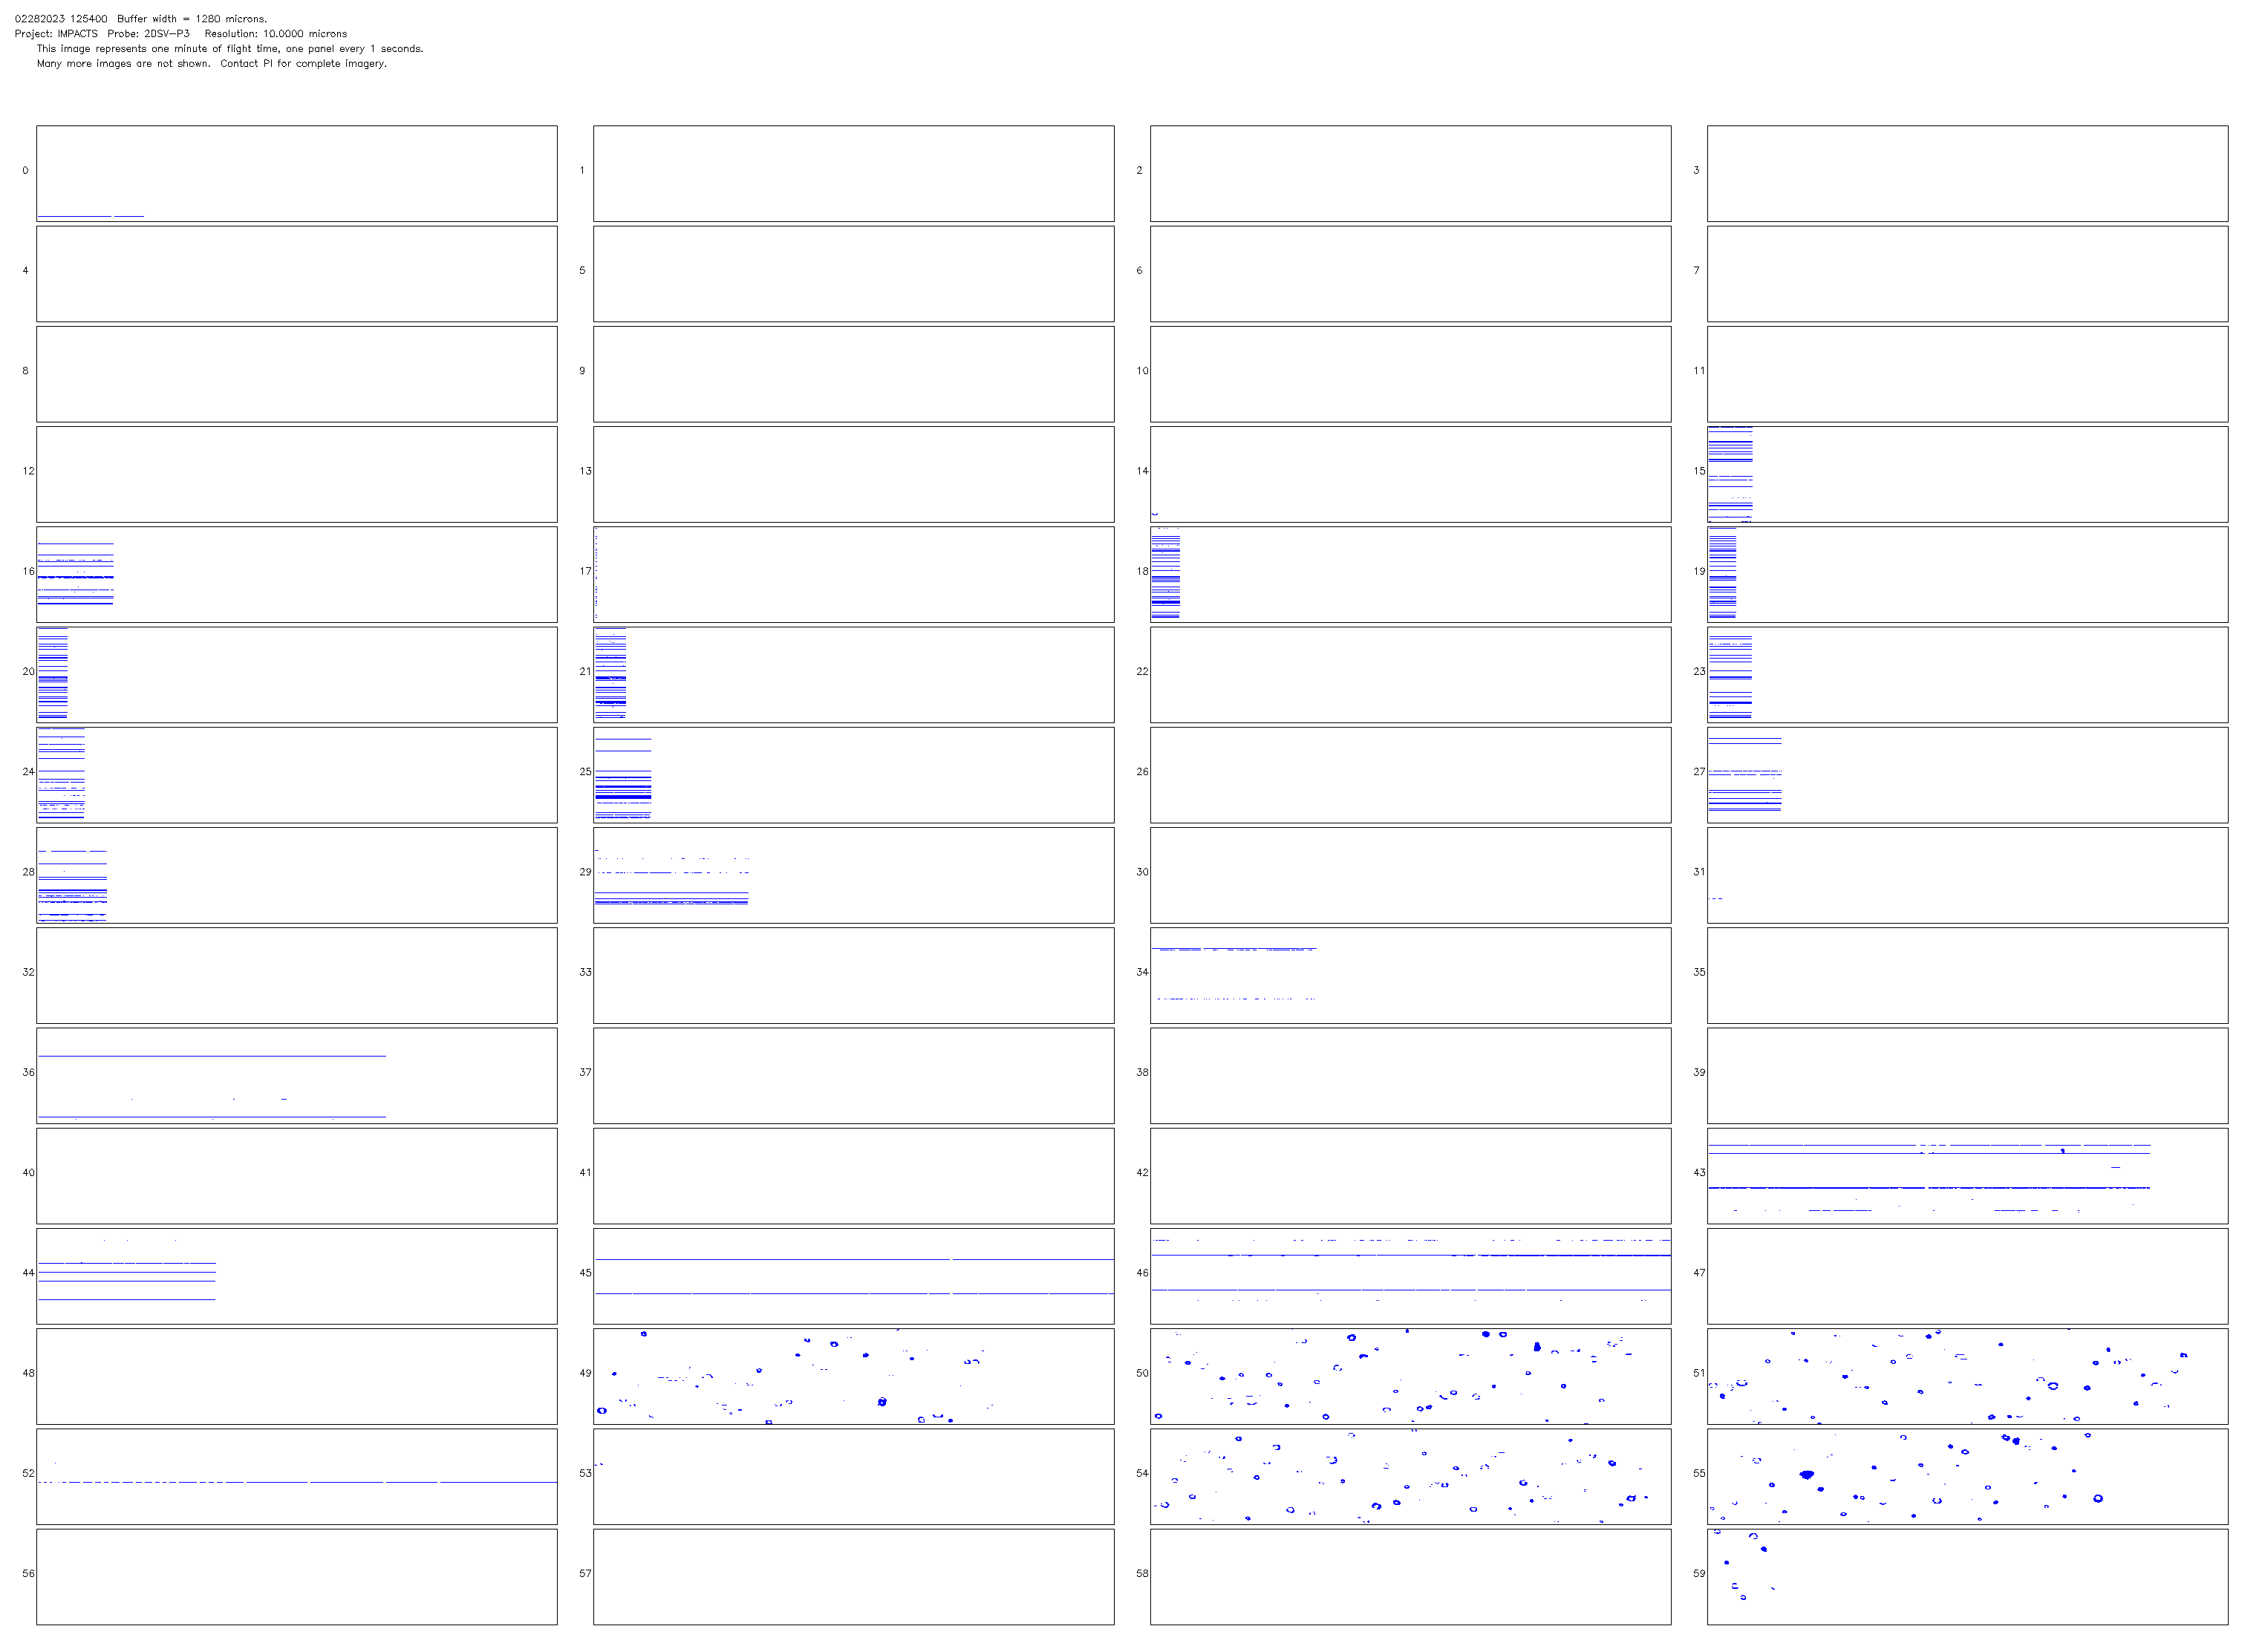 02282023 125400 Buffer width = 1280 microns.
Project: IMPACTS Probe: 2DSV-P3 Resolution: 10.0000 microns
This image represents one minute of flight time, one panel every 1 seconds.
Many more images are not shown. Contact PI for complete imagery.
0 1 2 3
4 5 6 7
8 9 10 11
12 13 14 15
16 17 18 19
20 21 22 23
24 25 26 27
28 29 30 31
32 33 34 35
36 37 38 39
40 41 42 43
44 45 46 47
48 49 50 51
52 53 54 55
56 57 58 59